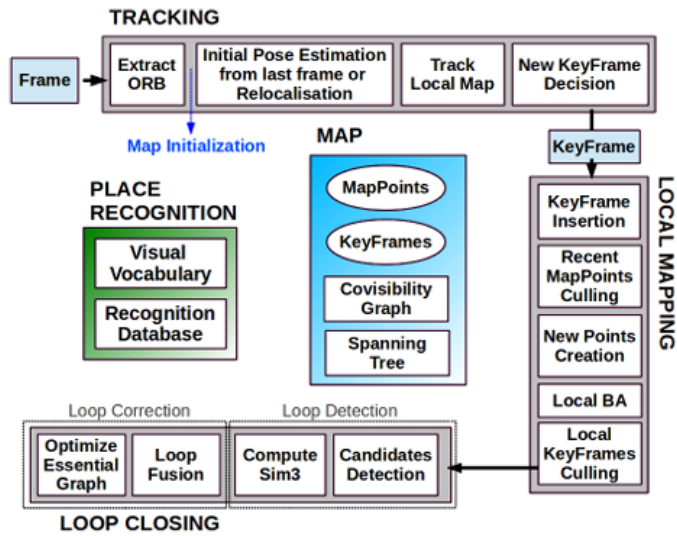 TRACKING
Frame
Extract
ORB
Initial Pose Estimation
from last frame or
Relocalisation
Track
Local Map
New KeyFrame
Decision
Map Initialization
MAP
KeyFrame
PLACE
RECOGNITION
Visual
Vocabulary
Recognition
Database
MapPoints
KeyFrames
Covisibility
Graph
Spanning
Tree
LOCAL MAPPING
KeyFrame
Insertion
Recent
MapPoints
Culling
New Points
Creation
Local BA
Local
KeyFrames
Culling
Loop Correction
Loop Detection
Optimize
Essential
Graph
Loop
Fusion
Compute
Sim3
Candidates
Detection
LOOP CLOSING